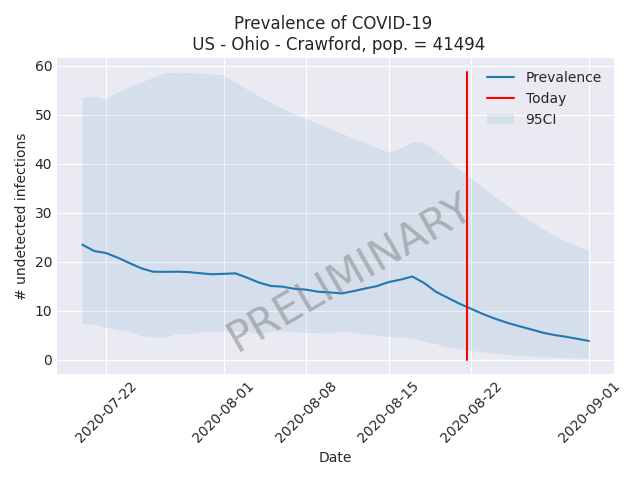 Prevalence of COVID-19
US - Ohio - Crawford, pop. = 41494
60
50
40
30
20
10
0
# undetected infections
Prevalence
Today
95CI
PRELIMINARY
2020-07-22
2020-08-01
2020-08-08
2020-08-15
2020-08-22
2020-09-01
Date